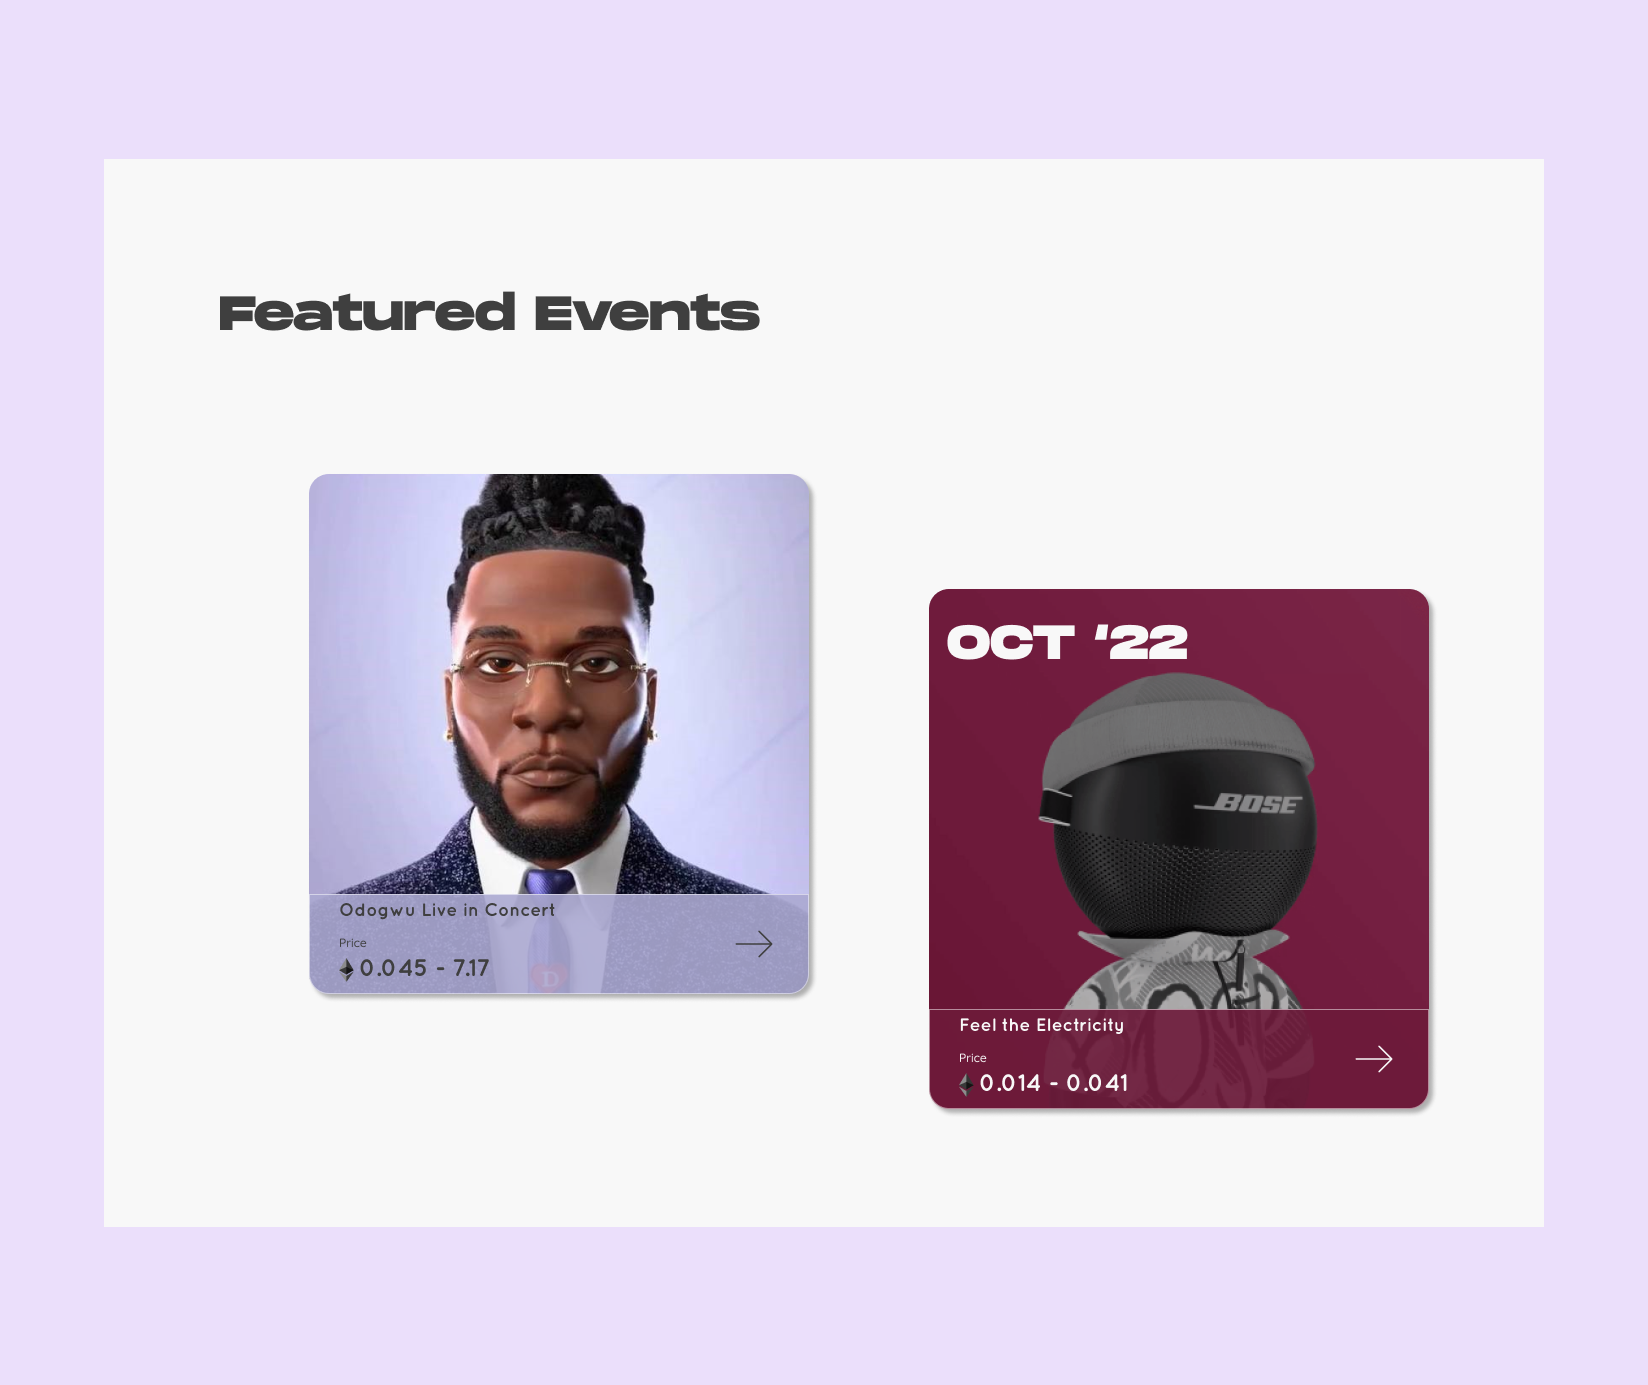 Featured Events
Odogwu Live in Concert
Price
0.045 - 7.17
D
OCT '22
BOSE
Feel the Electricity
Price
0.014 - 0.041